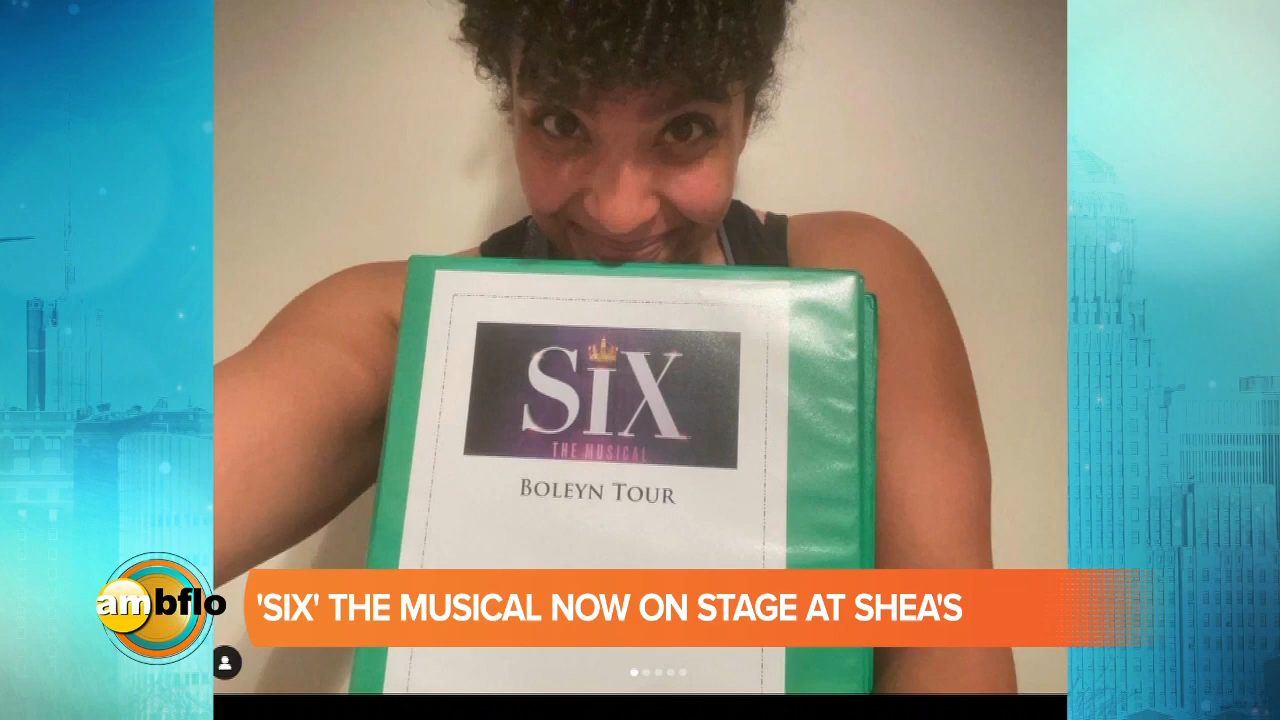 SiX
THE MUSICAL
BOLEYN TOUR
ambflo
'SIX' THE MUSICAL NOW ON STAGE AT SHEA'S